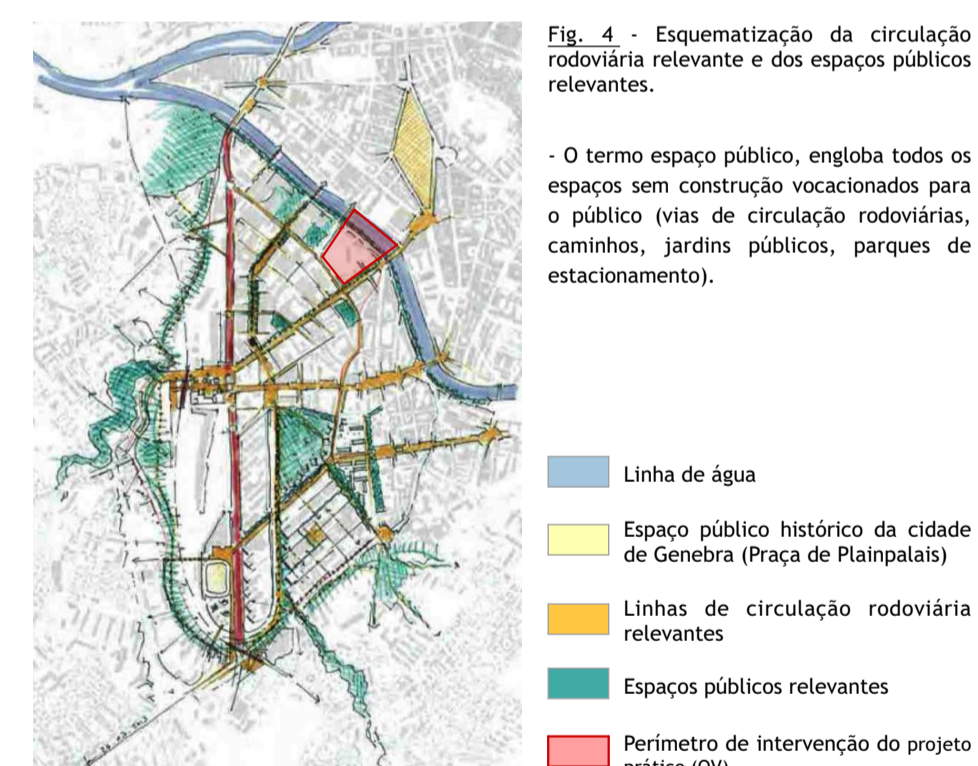 Fig. 4 - Esquematização da circulação
rodoviária relevante e dos espaços públicos
relevantes.
- O termo espaço público, engloba todos os
espaços sem construção vocacionados para
o público (vias de circulação rodoviárias,
caminhos, jardins públicos, parques de
estacionamento).
Linha de água
Espaço público histórico da cidade
de Genebra (Praça de Plainpalais)
Linhas de circulação rodoviária
relevantes
Espaços públicos relevantes
Perímetro de intervenção do projeto
prático (QV)